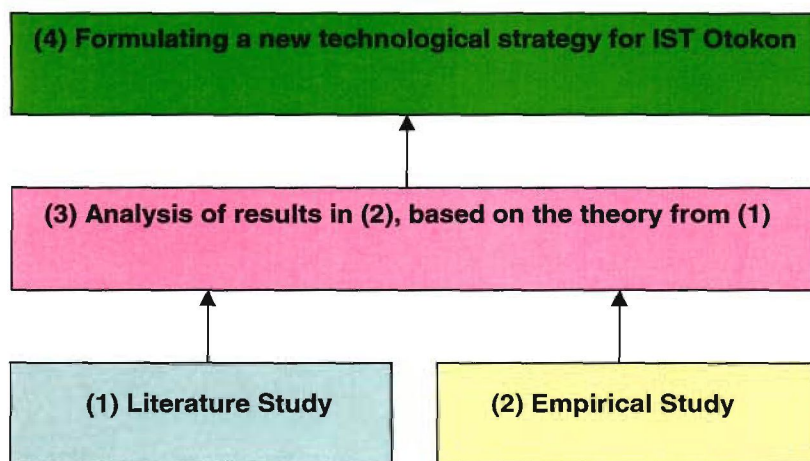 (4) Formulating a new technological strategy for IST Otokon
(3) Analysis of results in (2), based on the theory from (1)
(1) Literature Study
(2) Empirical Study